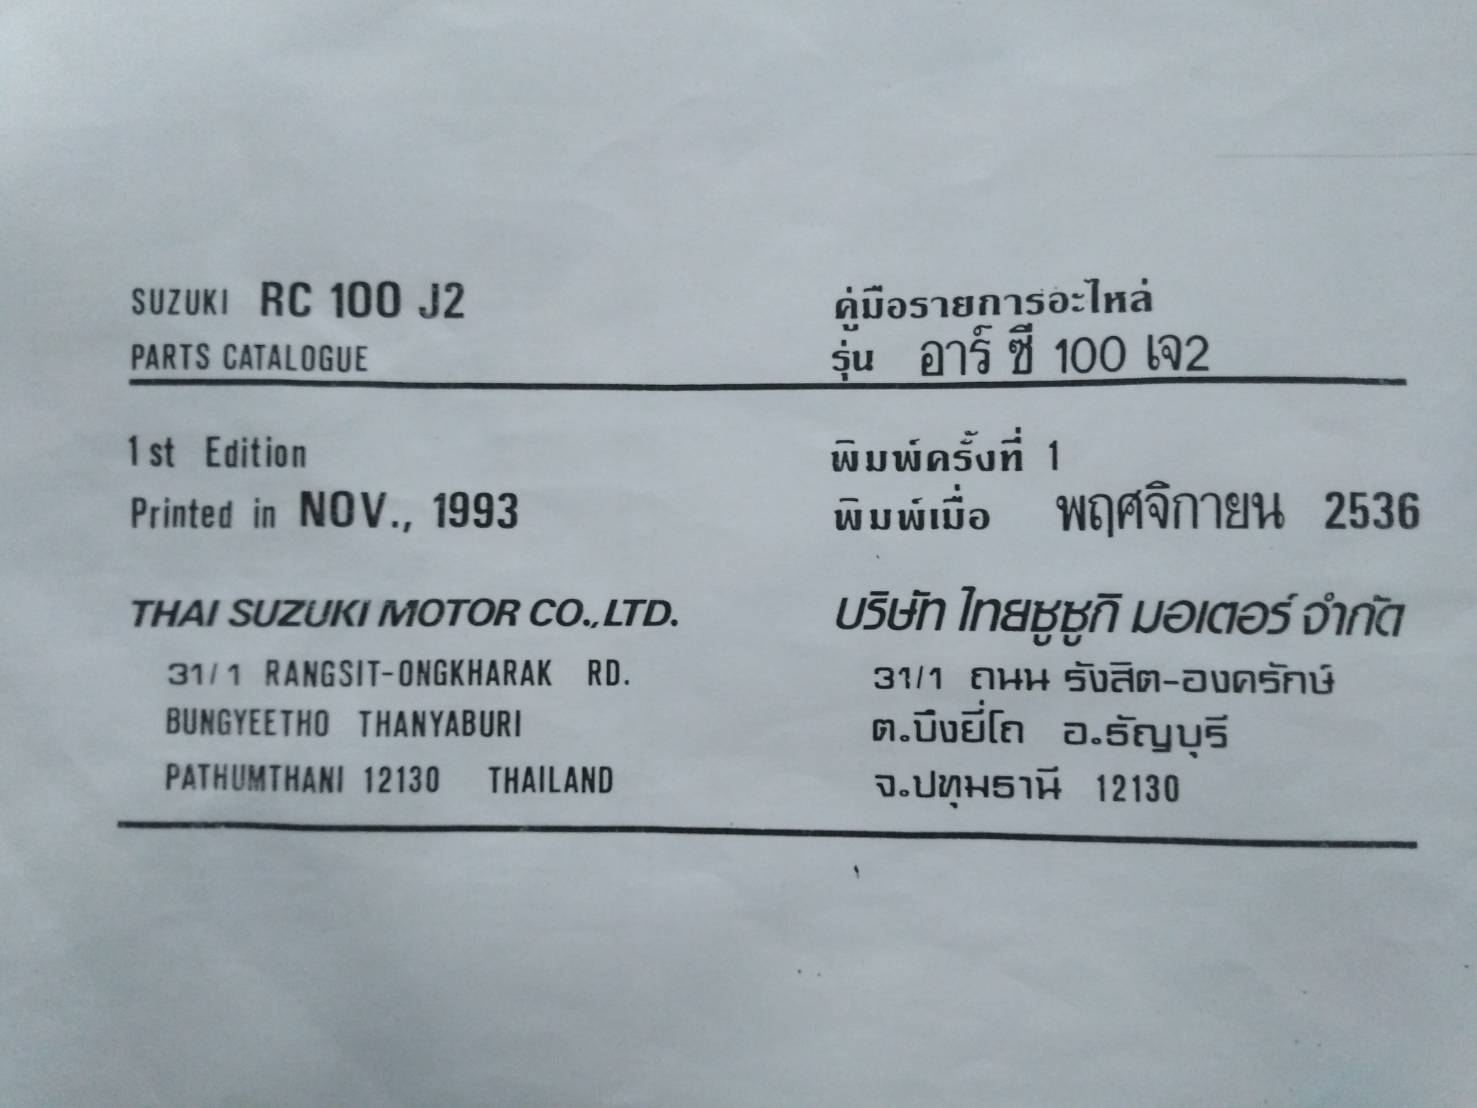 SUZUKI RC 100 J2
PARTS CATALOGUE
คู่มือรายการอะไหล่
รุ่น อาร์ ซี 100 เจ2
1st Edition
Printed in NOV., 1993
พิมพ์ครั้งที่ 1
พิมพ์เมื่อ พฤศจิกายน 2536
THAI SUZUKI MOTOR CO.,LTD.
31/1 RANGSIT-ONGKHARAK RD.
BUNGYEETHO THANYABURI
PATHUMTHANI 12130 THAILAND
บริษัท ไทยซูซูกิ มอเตอร์ จำกัด
31/1 ถนน รังสิต-องครักษ์
ต.บึงยี่โถ อ.ธัญบุรี
จ.ปทุมธานี 12130